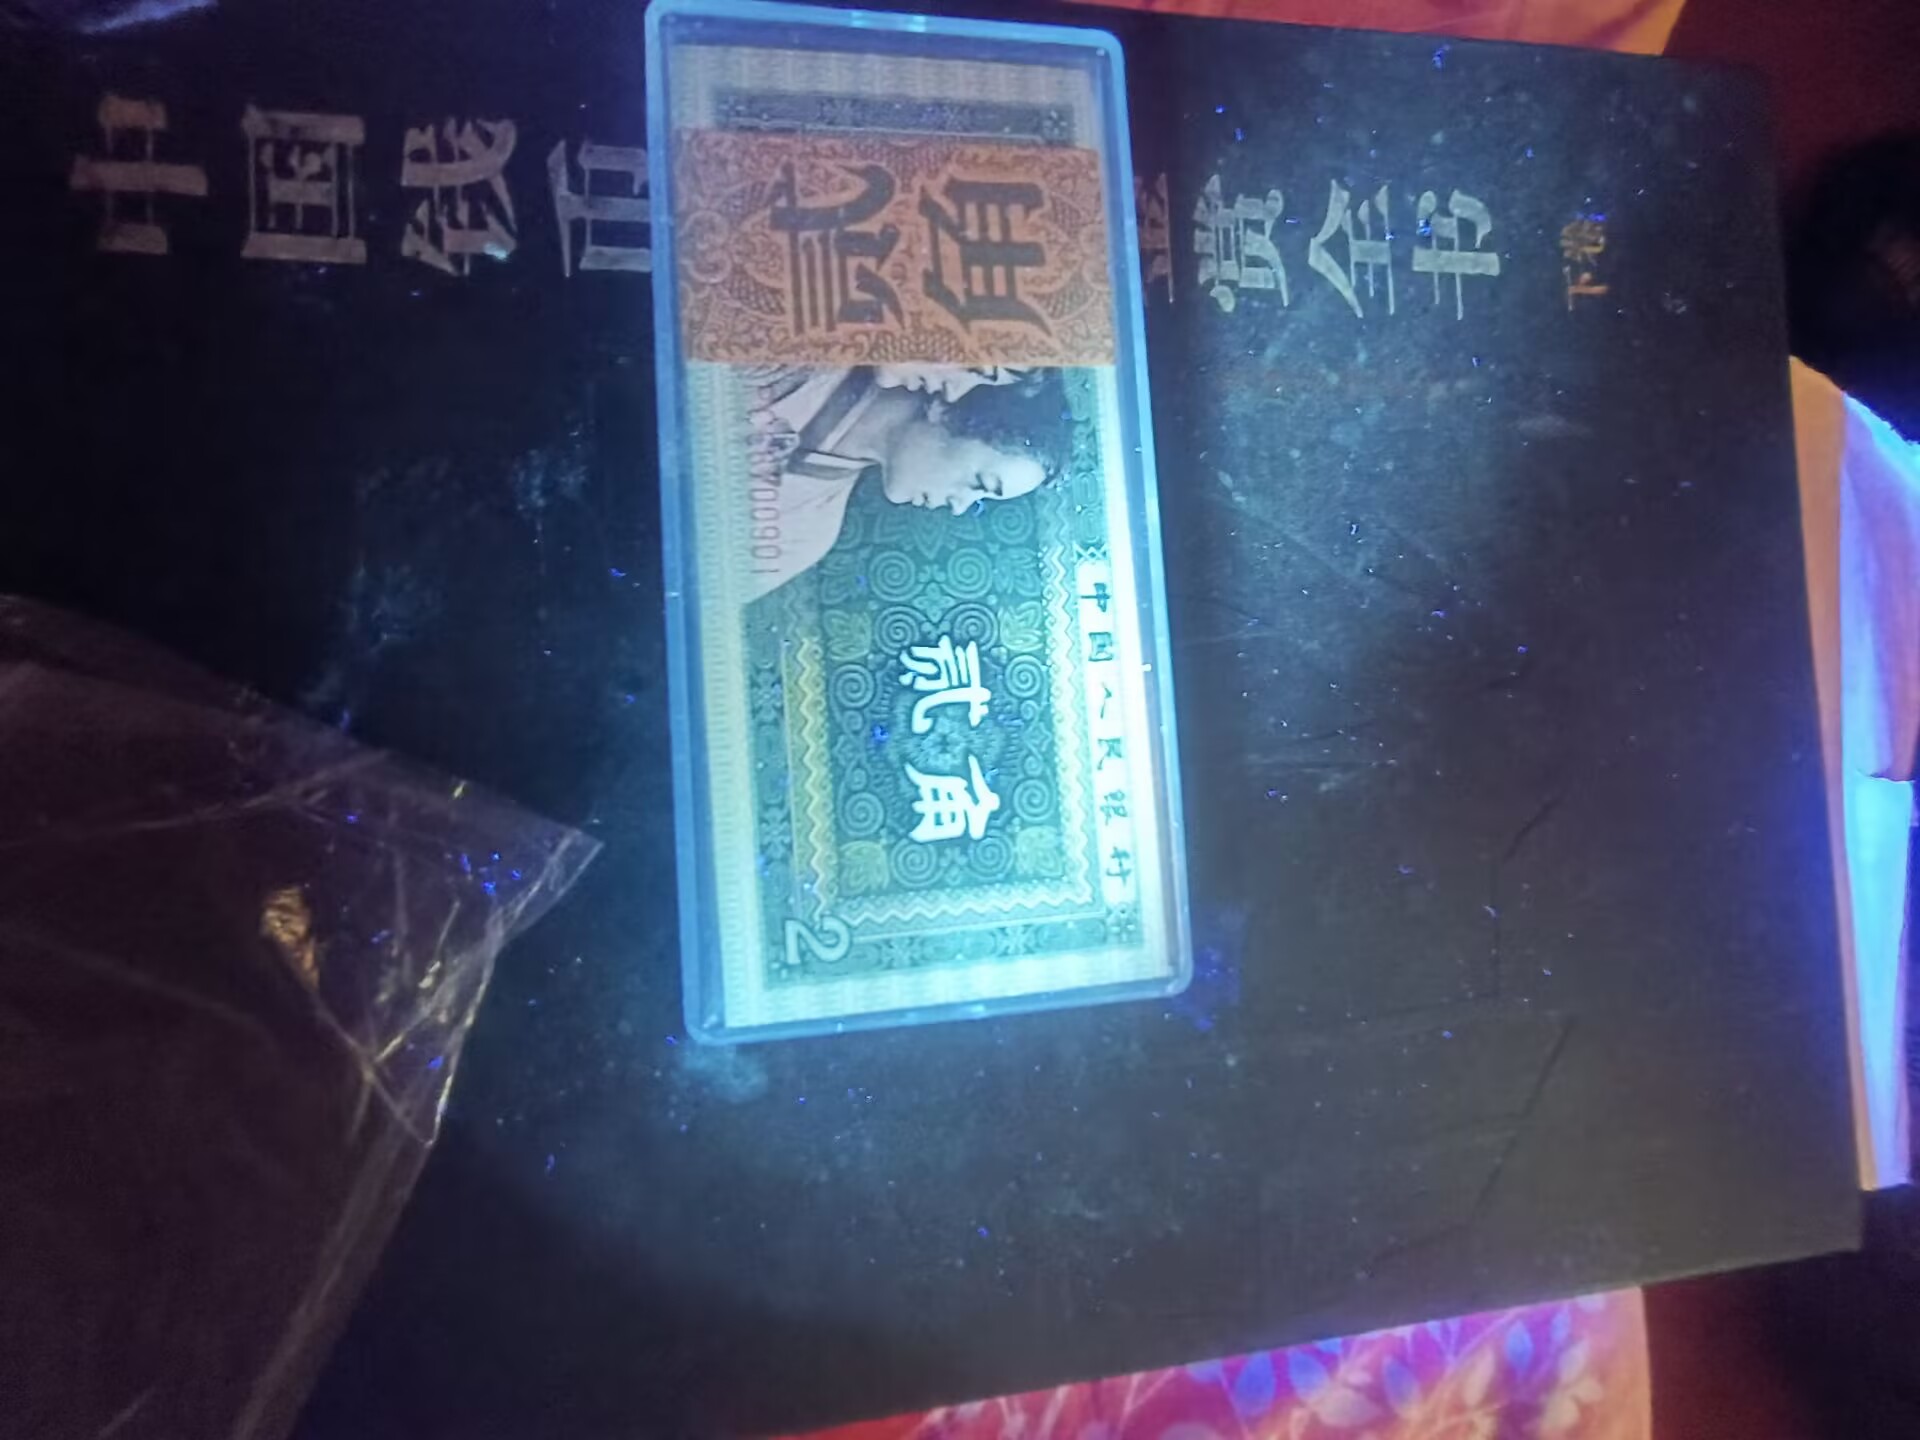 中国钱币
赏全书
下卷
贰角
中国人民银行
贰角
2